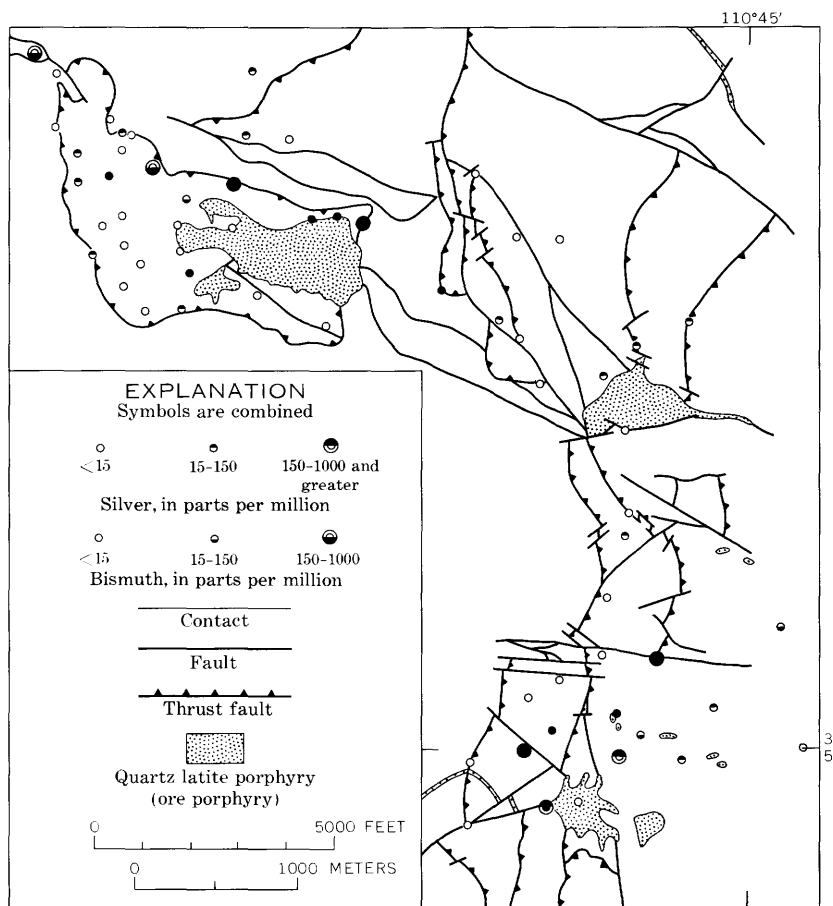 110°45'
EXPLANATION
Symbols are combined
<15 15-150 150-1000 and greater
Silver, in parts per million
<15 15-150 150-1000
Bismuth, in parts per million
Contact
Fault
Thrust fault
Quartz latite porphyry
(ore porphyry)
0 5000 FEET
0 1000 METERS
3
5